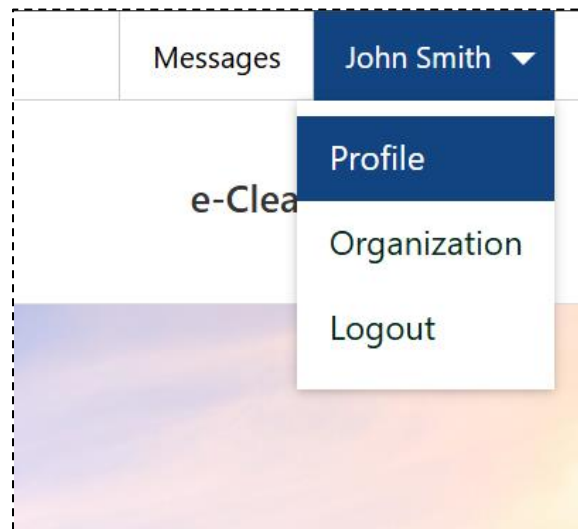 Messages John Smith
Profile
e-Clea
Organization
Logout